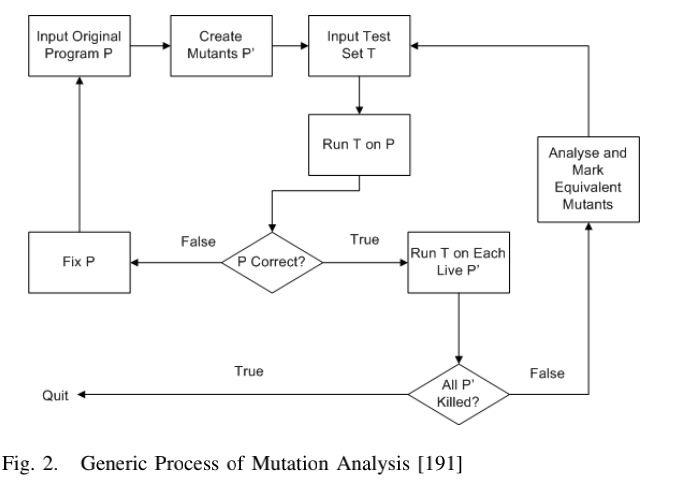 Input Original
Program P
Create
Mutants P'
Input Test
Set T
Run T on P
Analyse and
Mark
Equivalent
Mutants
Fix P
False
P Correct?
True
Run T on Each
Live P'
True
All P'
Killed?
False
Quit
Fig. 2. Generic Process of Mutation Analysis [191]